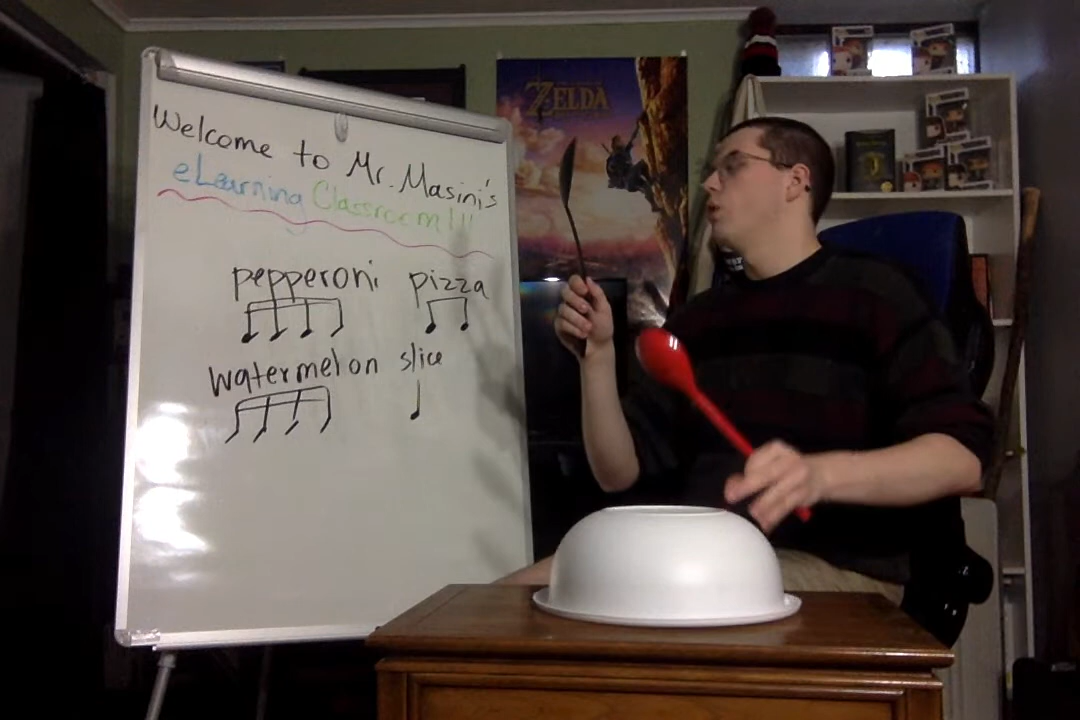 Welcome to Mr. Masini's
eLearning Classroom!!!
pepperoni pizza
watermelon slice
ZELDA